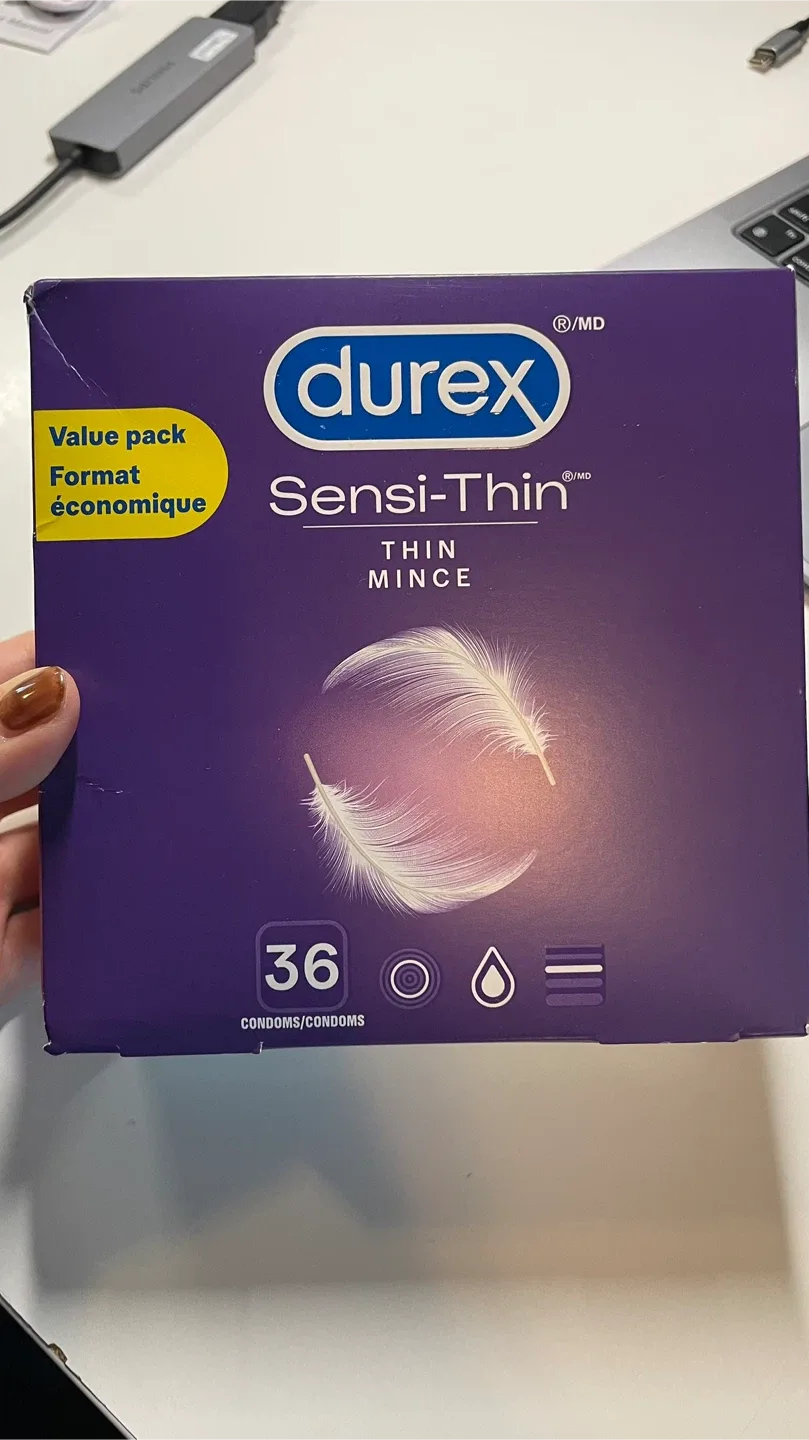 durex
®/MD
Value pack
Format
économique
Sensi-Thin®/MD
THIN
MINCE
36
CONDOMS/CONDOMS